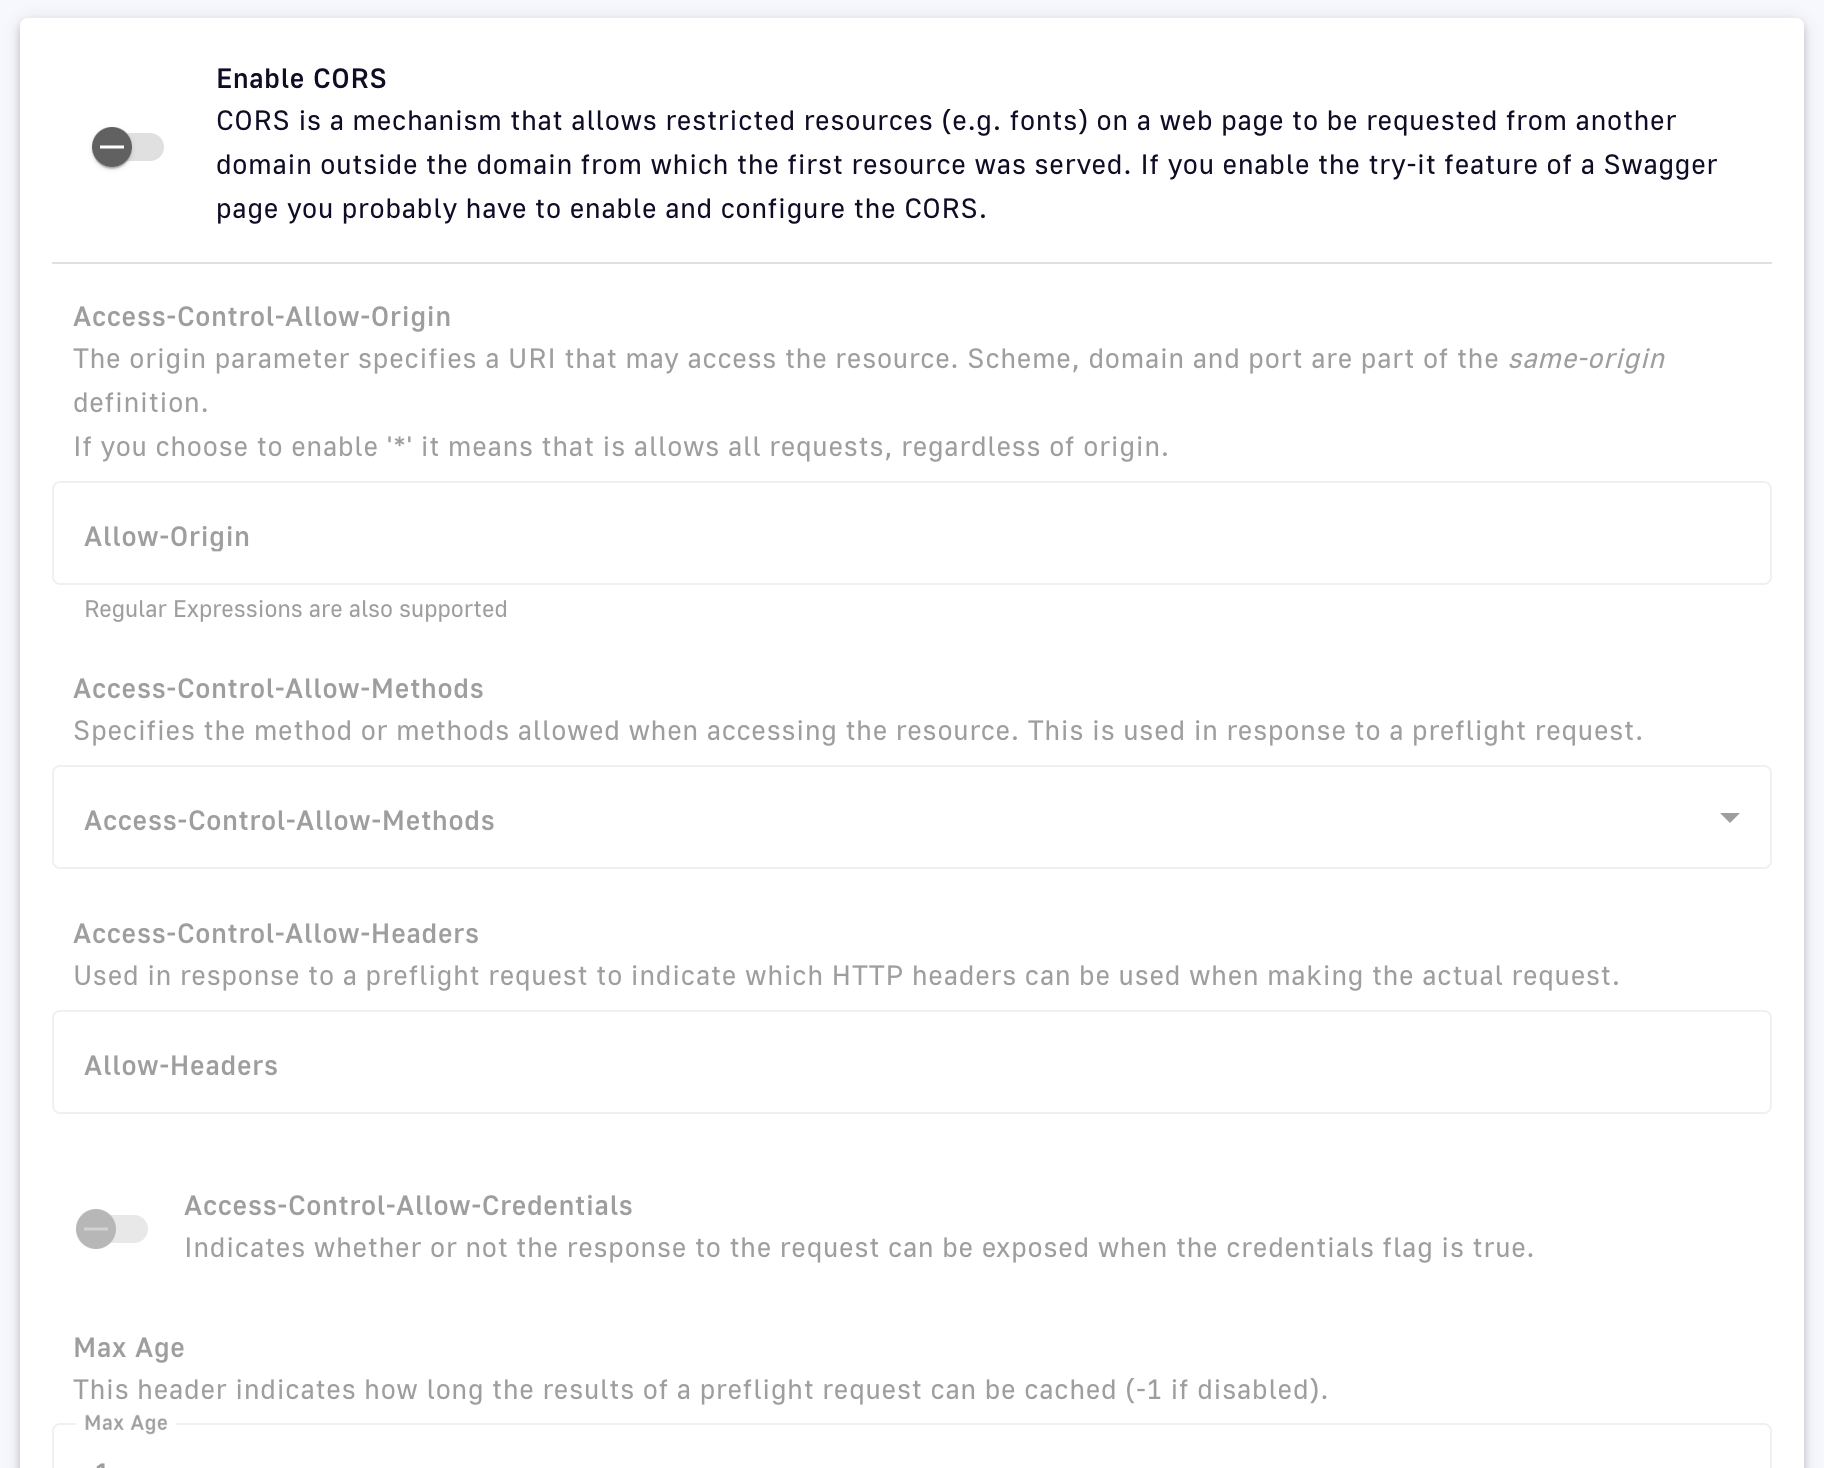 Enable CORS
CORS is a mechanism that allows restricted resources (e.g. fonts) on a web page to be requested from another
domain outside the domain from which the first resource was served. If you enable the try-it feature of a Swagger
page you probably have to enable and configure the CORS.
Access-Control-Allow-Origin
The origin parameter specifies a URI that may access the resource. Scheme, domain and port are part of the same-origin
definition.
If you choose to enable '*' it means that is allows all requests, regardless of origin.
Allow-Origin
Regular Expressions are also supported
Access-Control-Allow-Methods
Specifies the method or methods allowed when accessing the resource. This is used in response to a preflight request.
Access-Control-Allow-Methods
Access-Control-Allow-Headers
Used in response to a preflight request to indicate which HTTP headers can be used when making the actual request.
Allow-Headers
Access-Control-Allow-Credentials
Indicates whether or not the response to the request can be exposed when the credentials flag is true.
Max Age
This header indicates how long the results of a preflight request can be cached (-1 if disabled).
Max Age